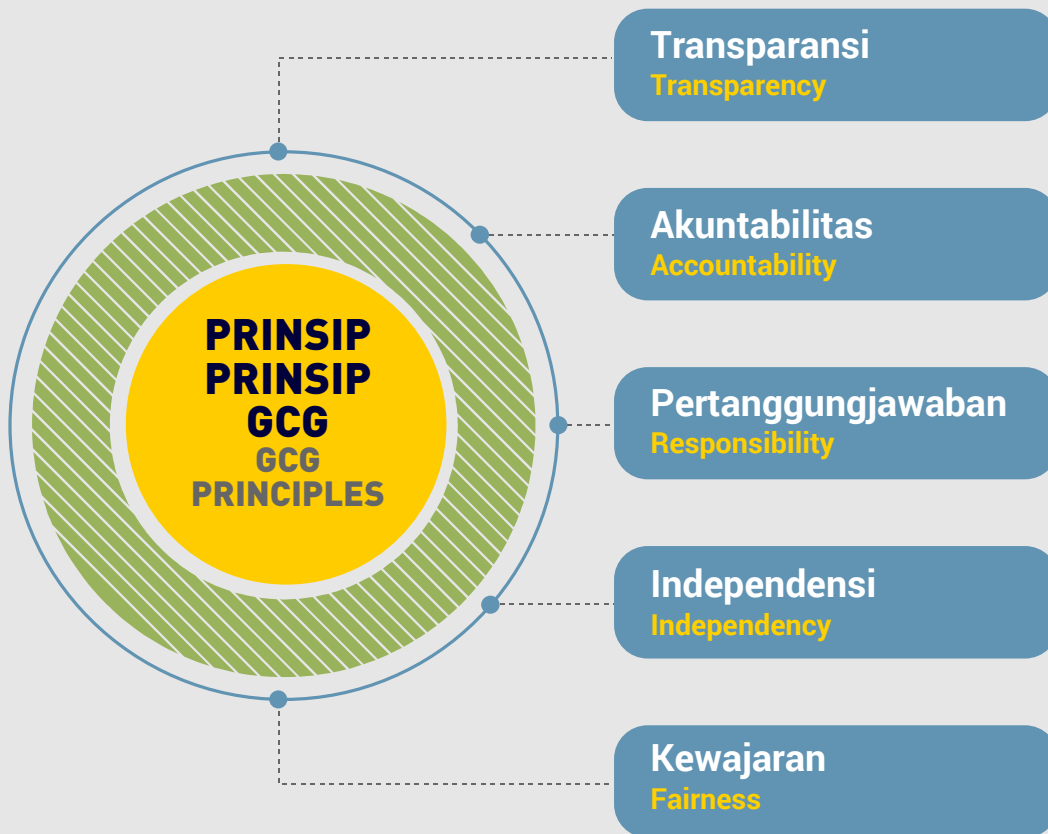 PRINSIP
PRINSIP
GCG
GCG
PRINCIPLES
Transparansi
Transparency
Akuntabilitas
Accountability
Pertanggungjawaban
Responsibility
Independensi
Independency
Kewajaran
Fairness